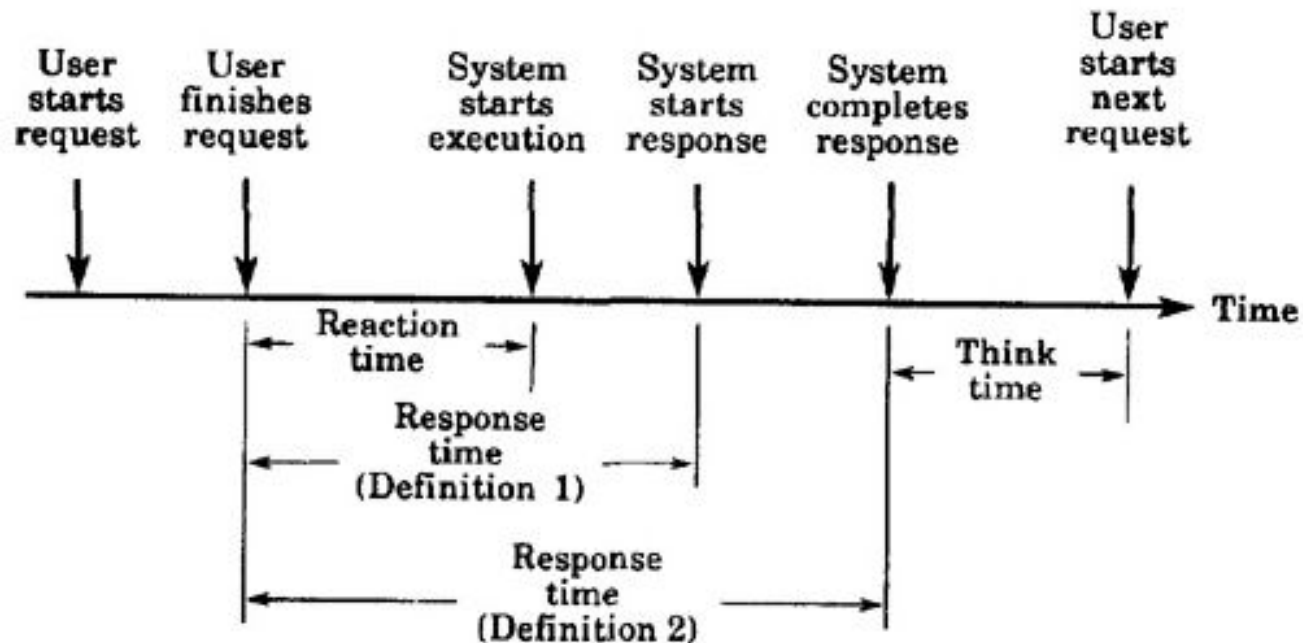 User
starts
request
User
finishes
request
System
starts
execution
System
starts
response
System
completes
response
User
starts
next
request
Time
Reaction
time
Think
time
Response
time
(Definition 1)
Response
time
(Definition 2)